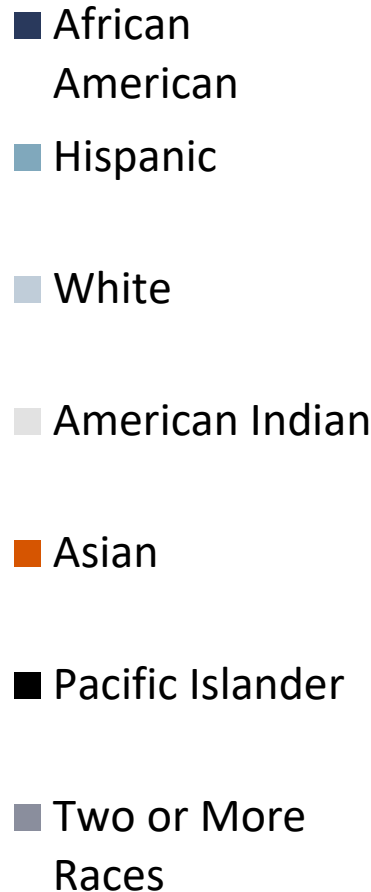 African
American
Hispanic
White
American Indian
Asian
Pacific Islander
Two or More
Races